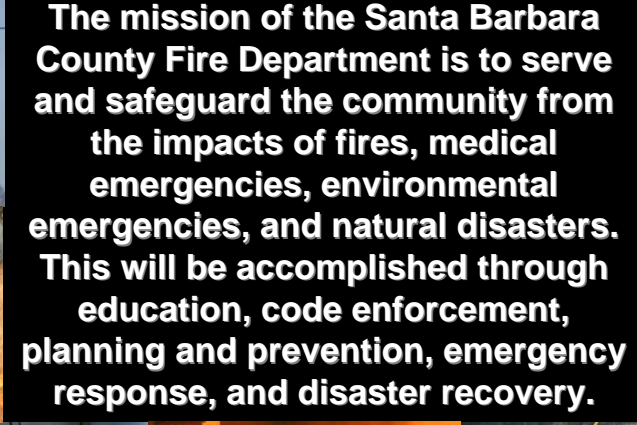 The mission of the Santa Barbara
County Fire Department is to serve
and safeguard the community from
the impacts of fires, medical
emergencies, environmental
emergencies, and natural disasters.
This will be accomplished through
education, code enforcement,
planning and prevention, emergency
response, and disaster recovery.